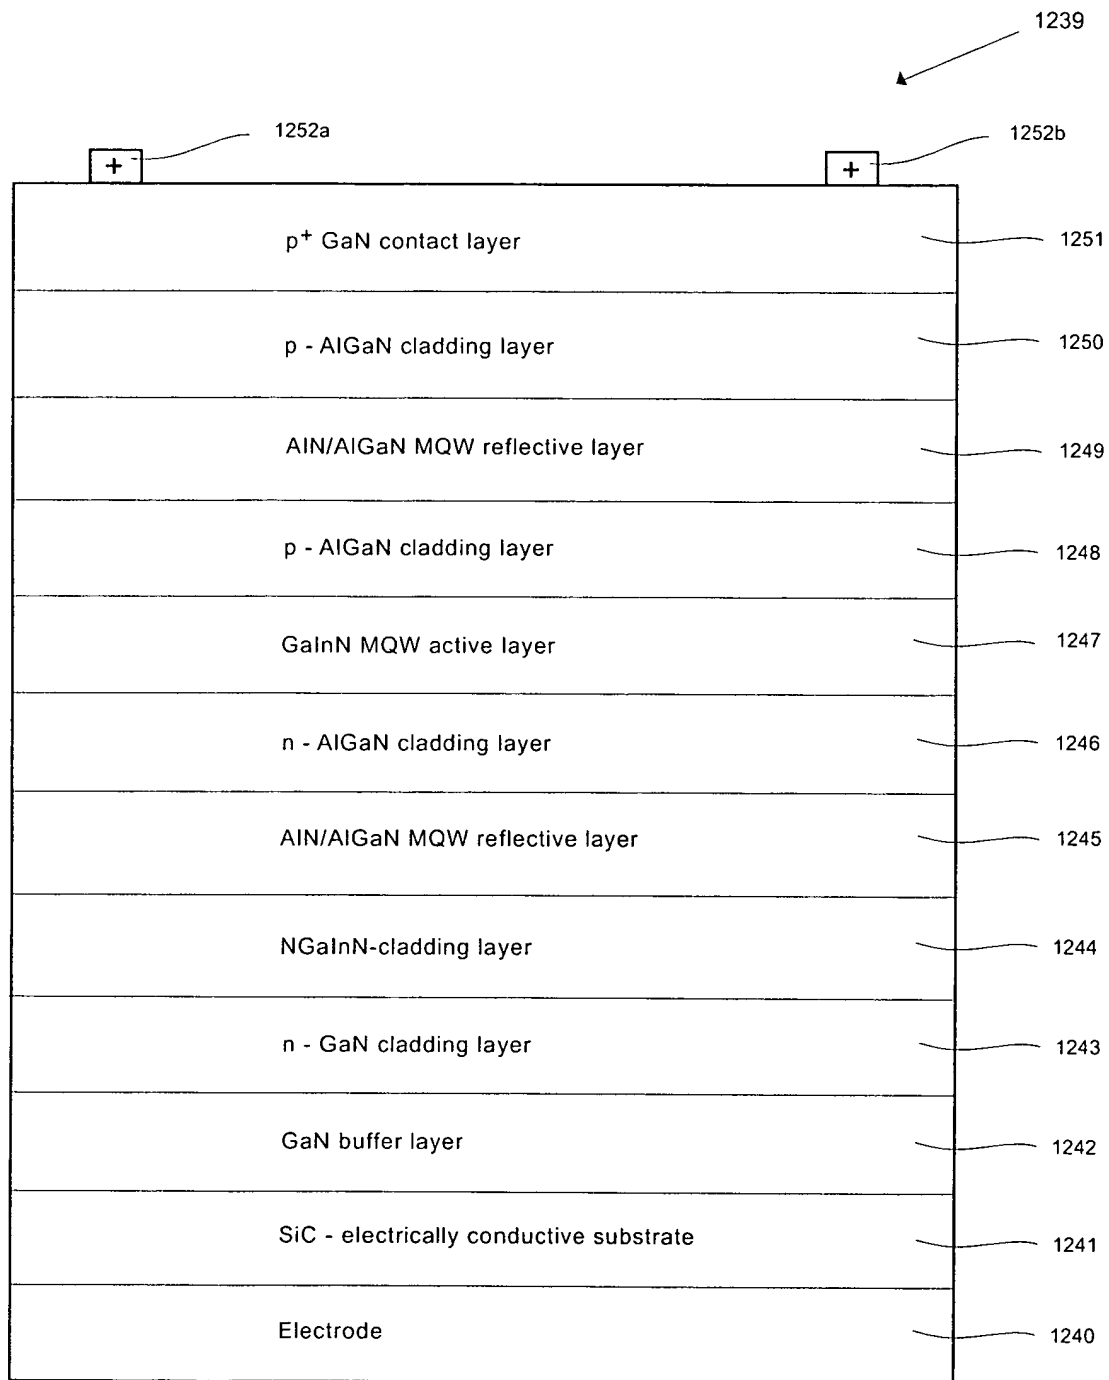 1239
1252a
1252b
+
+
p+ GaN contact layer
1251
p - AlGaN cladding layer
1250
AlN/AlGaN MQW reflective layer
1249
p - AlGaN cladding layer
1248
GaInN MQW active layer
1247
n - AlGaN cladding layer
1246
AlN/AlGaN MQW reflective layer
1245
NGaInN-cladding layer
1244
n - GaN cladding layer
1243
GaN buffer layer
1242
SiC - electrically conductive substrate
1241
Electrode
1240